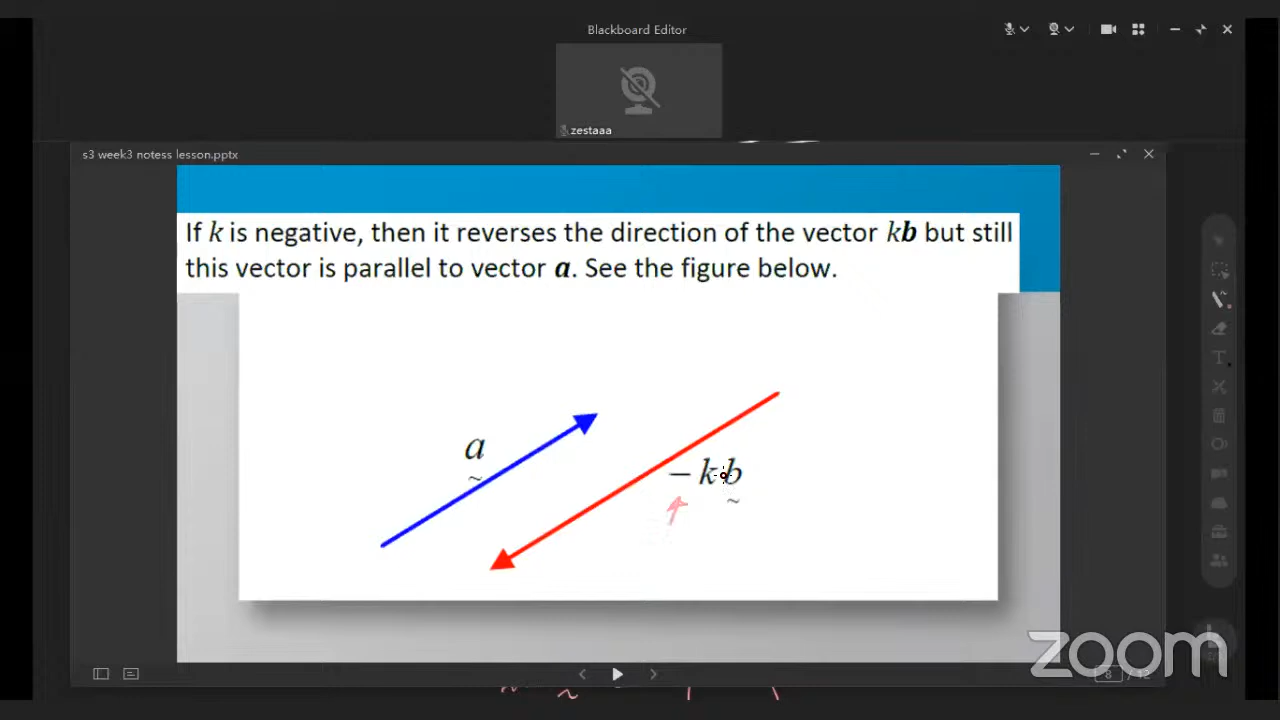 Blackboard Editor
zestaaa
s3 week3 notess lesson.pptx
If k is negative, then it reverses the direction of the vector kb but still
this vector is parallel to vector a. See the figure below.
a
~
– k b
~
zoom
8 / 12